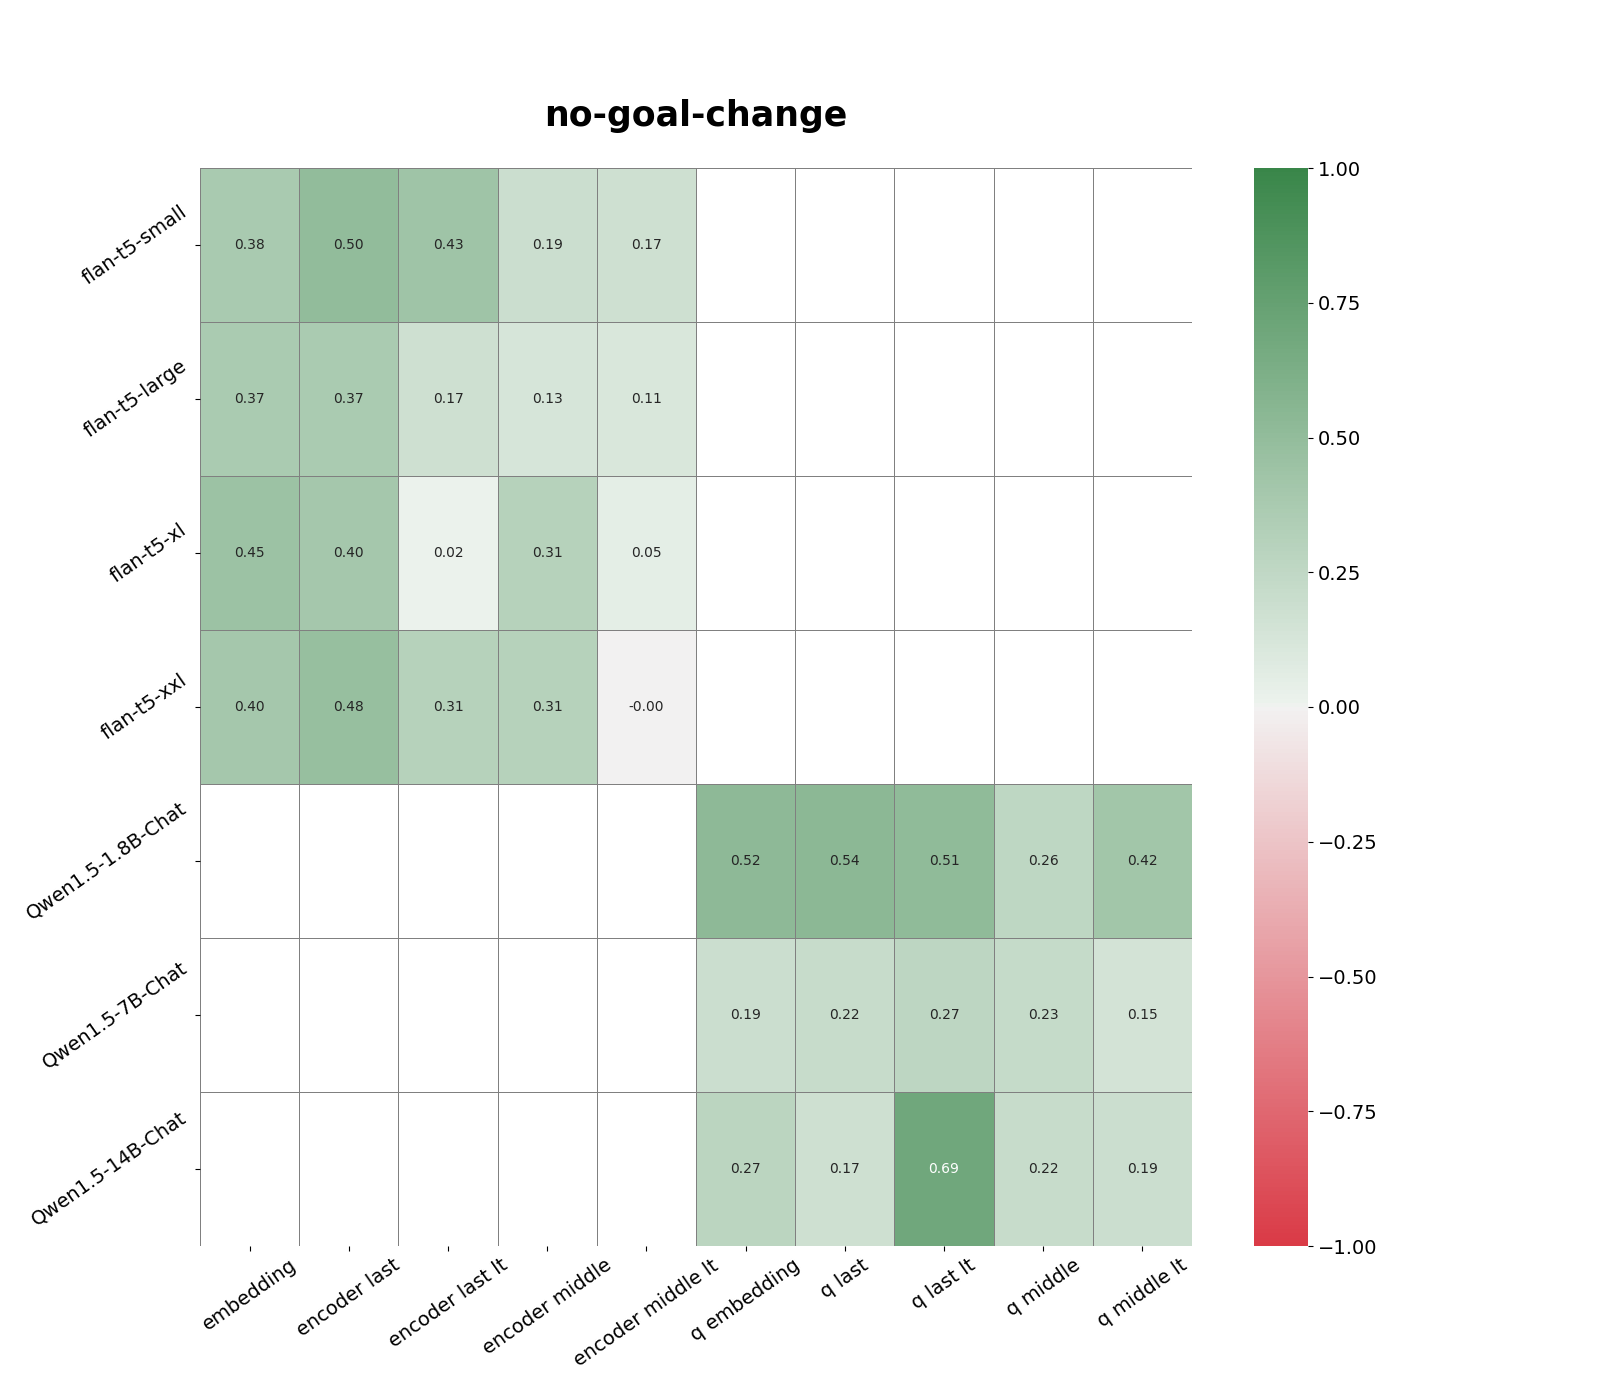 no-goal-change
1.00
flan-t5-small
0.38 0.50 0.43 0.19 0.17
0.75
flan-t5-large
0.37 0.37 0.17 0.13 0.11
0.50
flan-t5-xl
0.45 0.40 0.02 0.31 0.05
0.25
flan-t5-xxl
0.40 0.48 0.31 0.31 -0.00
0.00
Qwen1.5-1.8B-Chat
0.52 0.54 0.51 0.26 0.42
−0.25
Qwen1.5-7B-Chat
0.19 0.22 0.27 0.23 0.15
−0.50
Qwen1.5-14B-Chat
0.27 0.17 0.69 0.22 0.19
−0.75
−1.00
embedding
encoder last
encoder last lt
encoder middle
encoder middle lt
q embedding
q last
q last lt
q middle
q middle lt